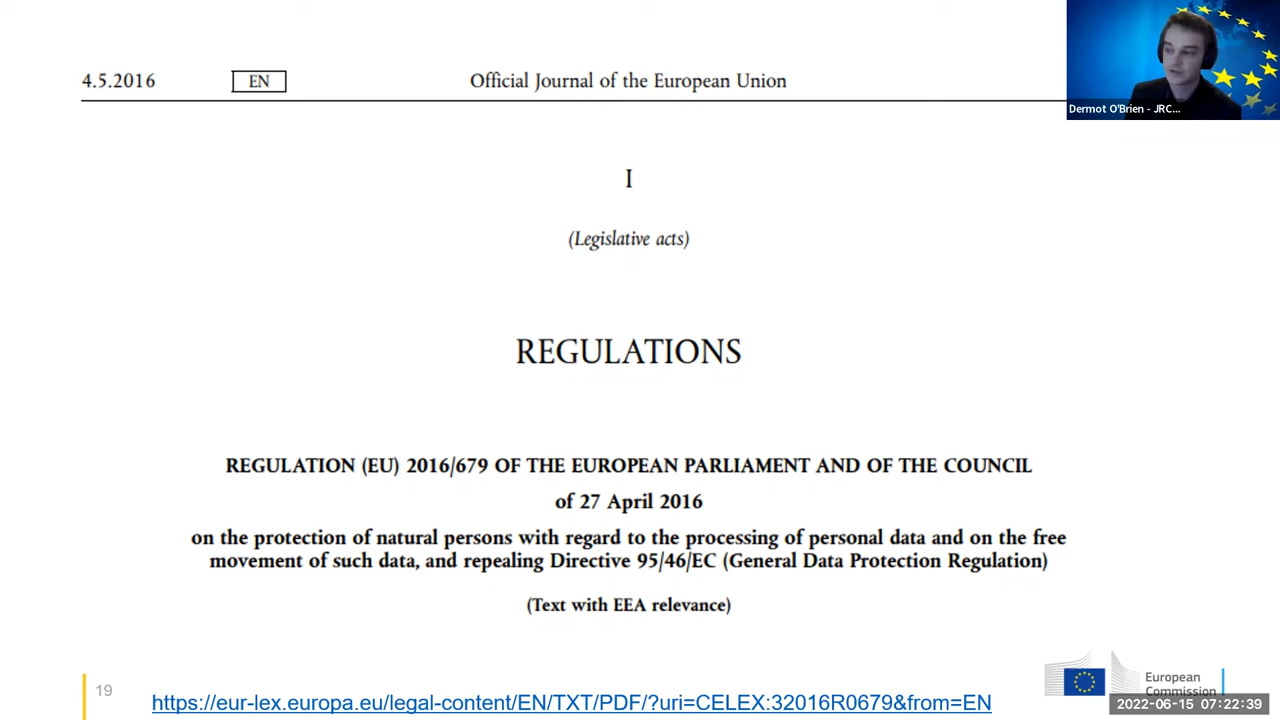 4.5.2016 EN Official Journal of the European Union
Dermot O'Brien - JRC...
I
(Legislative acts)
REGULATIONS
REGULATION (EU) 2016/679 OF THE EUROPEAN PARLIAMENT AND OF THE COUNCIL
of 27 April 2016
on the protection of natural persons with regard to the processing of personal data and on the free
movement of such data, and repealing Directive 95/46/EC (General Data Protection Regulation)
(Text with EEA relevance)
19
https://eur-lex.europa.eu/legal-content/EN/TXT/PDF/?uri=CELEX:32016R0679&from=EN
European
Commission
2022-06-15 07:22:39